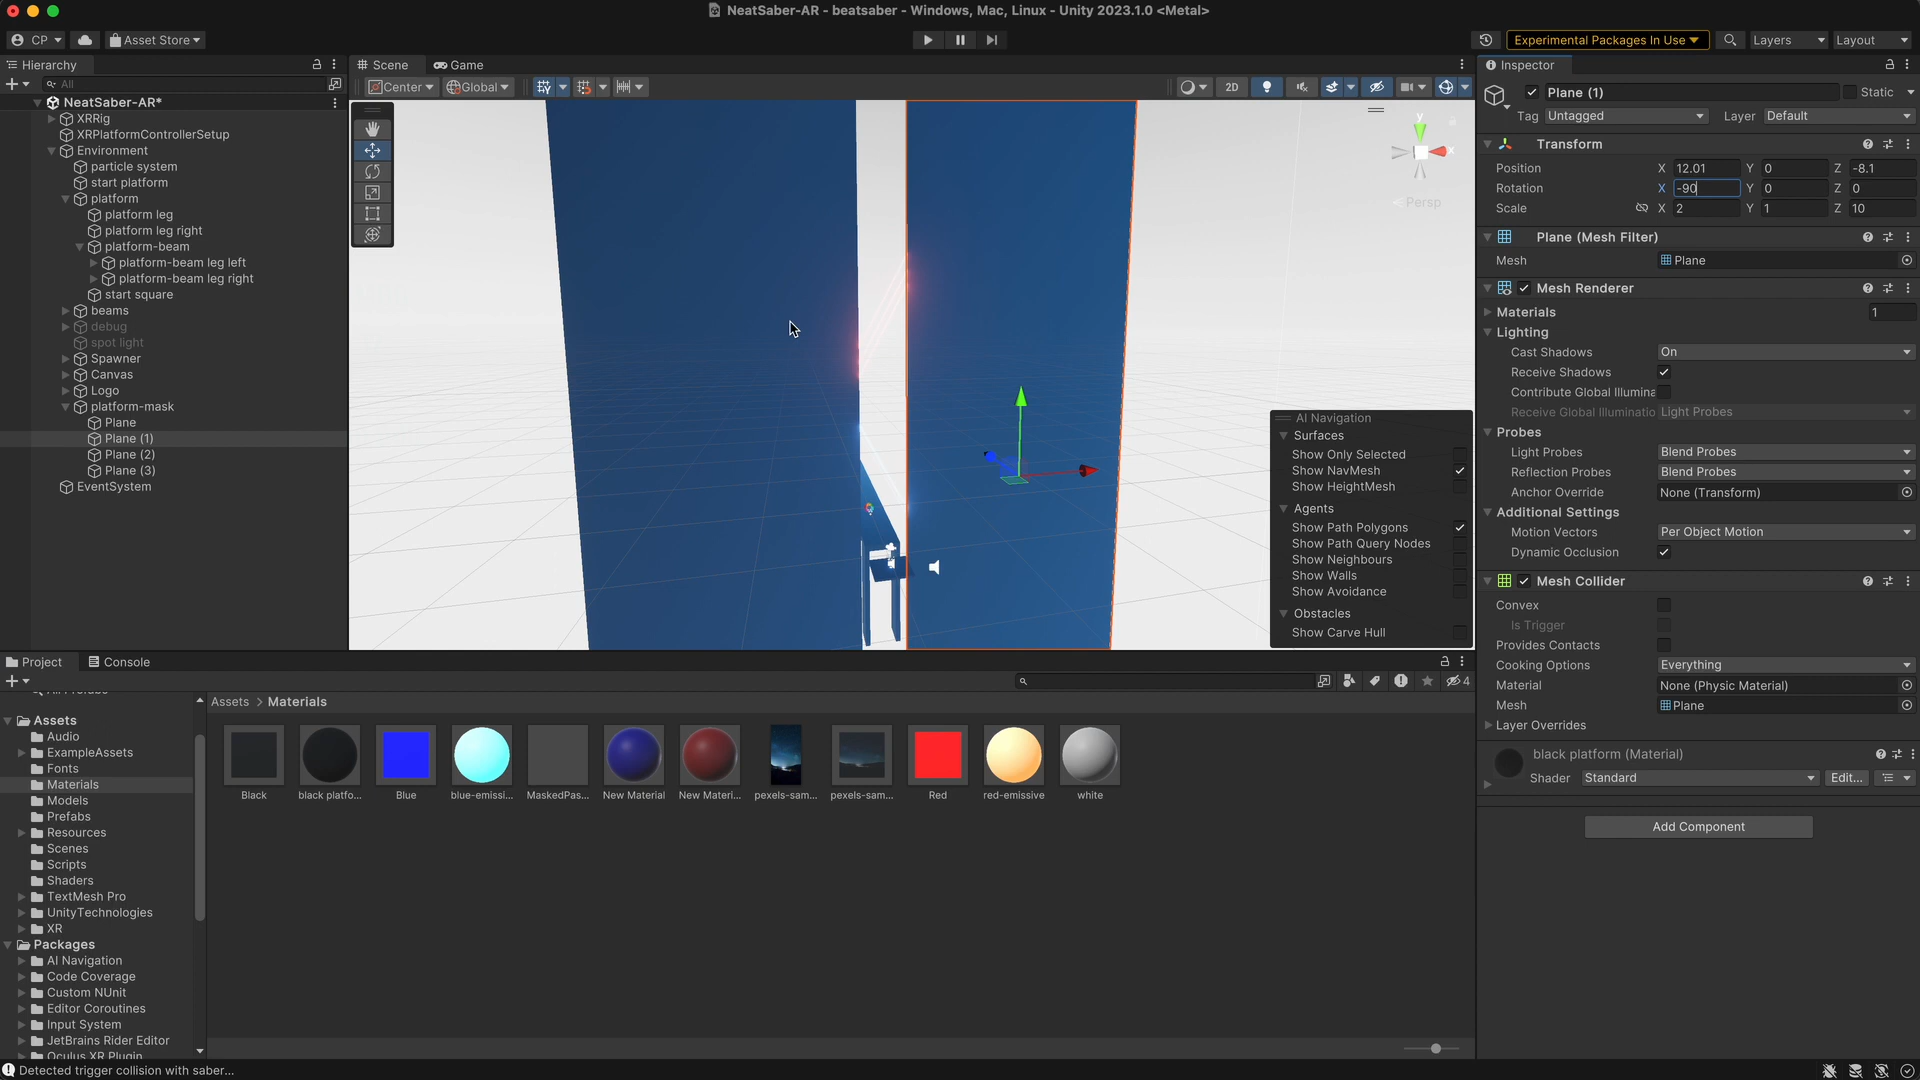 NeatSaber-AR - beatsaber - Windows, Mac, Linux - Unity 2023.1.0 <Metal>
CP
Asset Store
Experimental Packages In Use
Layers
Layout
Hierarchy
All
NeatSaber-AR*
XRRig
XRPlatformControllerSetup
Environment
particle system
start platform
platform
platform leg
platform leg right
platform-beam
platform-beam leg left
platform-beam leg right
start square
beams
debug
spot light
Spawner
Canvas
Logo
platform-mask
Plane
Plane (1)
Plane (2)
Plane (3)
EventSystem
Scene
Game
Center
Global
2D
y
x
Persp
AI Navigation
Surfaces
Show Only Selected
Show NavMesh
Show HeightMesh
Agents
Show Path Polygons
Show Path Query Nodes
Show Neighbours
Show Walls
Show Avoidance
Obstacles
Show Carve Hull
Inspector
Plane (1)
Static
Tag Untagged Layer Default
Transform
Position X 12.01 Y 0 Z -8.1
Rotation X -90 Y 0 Z 0
Scale X 2 Y 1 Z 10
Plane (Mesh Filter)
Mesh Plane
Mesh Renderer
Materials 1
Lighting
Cast Shadows On
Receive Shadows
Contribute Global Illumina
Receive Global Illuminatio Light Probes
Probes
Light Probes Blend Probes
Reflection Probes Blend Probes
Anchor Override None (Transform)
Additional Settings
Motion Vectors Per Object Motion
Dynamic Occlusion
Mesh Collider
Convex
Is Trigger
Provides Contacts
Cooking Options Everything
Material None (Physic Material)
Mesh Plane
Layer Overrides
black platform (Material)
Shader Standard Edit...
Add Component
Project
Console
4
Assets
Audio
ExampleAssets
Fonts
Materials
Models
Prefabs
Resources
Scenes
Scripts
Shaders
TextMesh Pro
UnityTechnologies
XR
Packages
AI Navigation
Code Coverage
Custom NUnit
Editor Coroutines
Input System
JetBrains Rider Editor
Oculus XR Plugin
Assets > Materials
Black
black platfo...
Blue
blue-emissi...
MaskedPas...
New Material
New Materi...
pexels-sam...
pexels-sam...
Red
red-emissive
white
Detected trigger collision with saber...